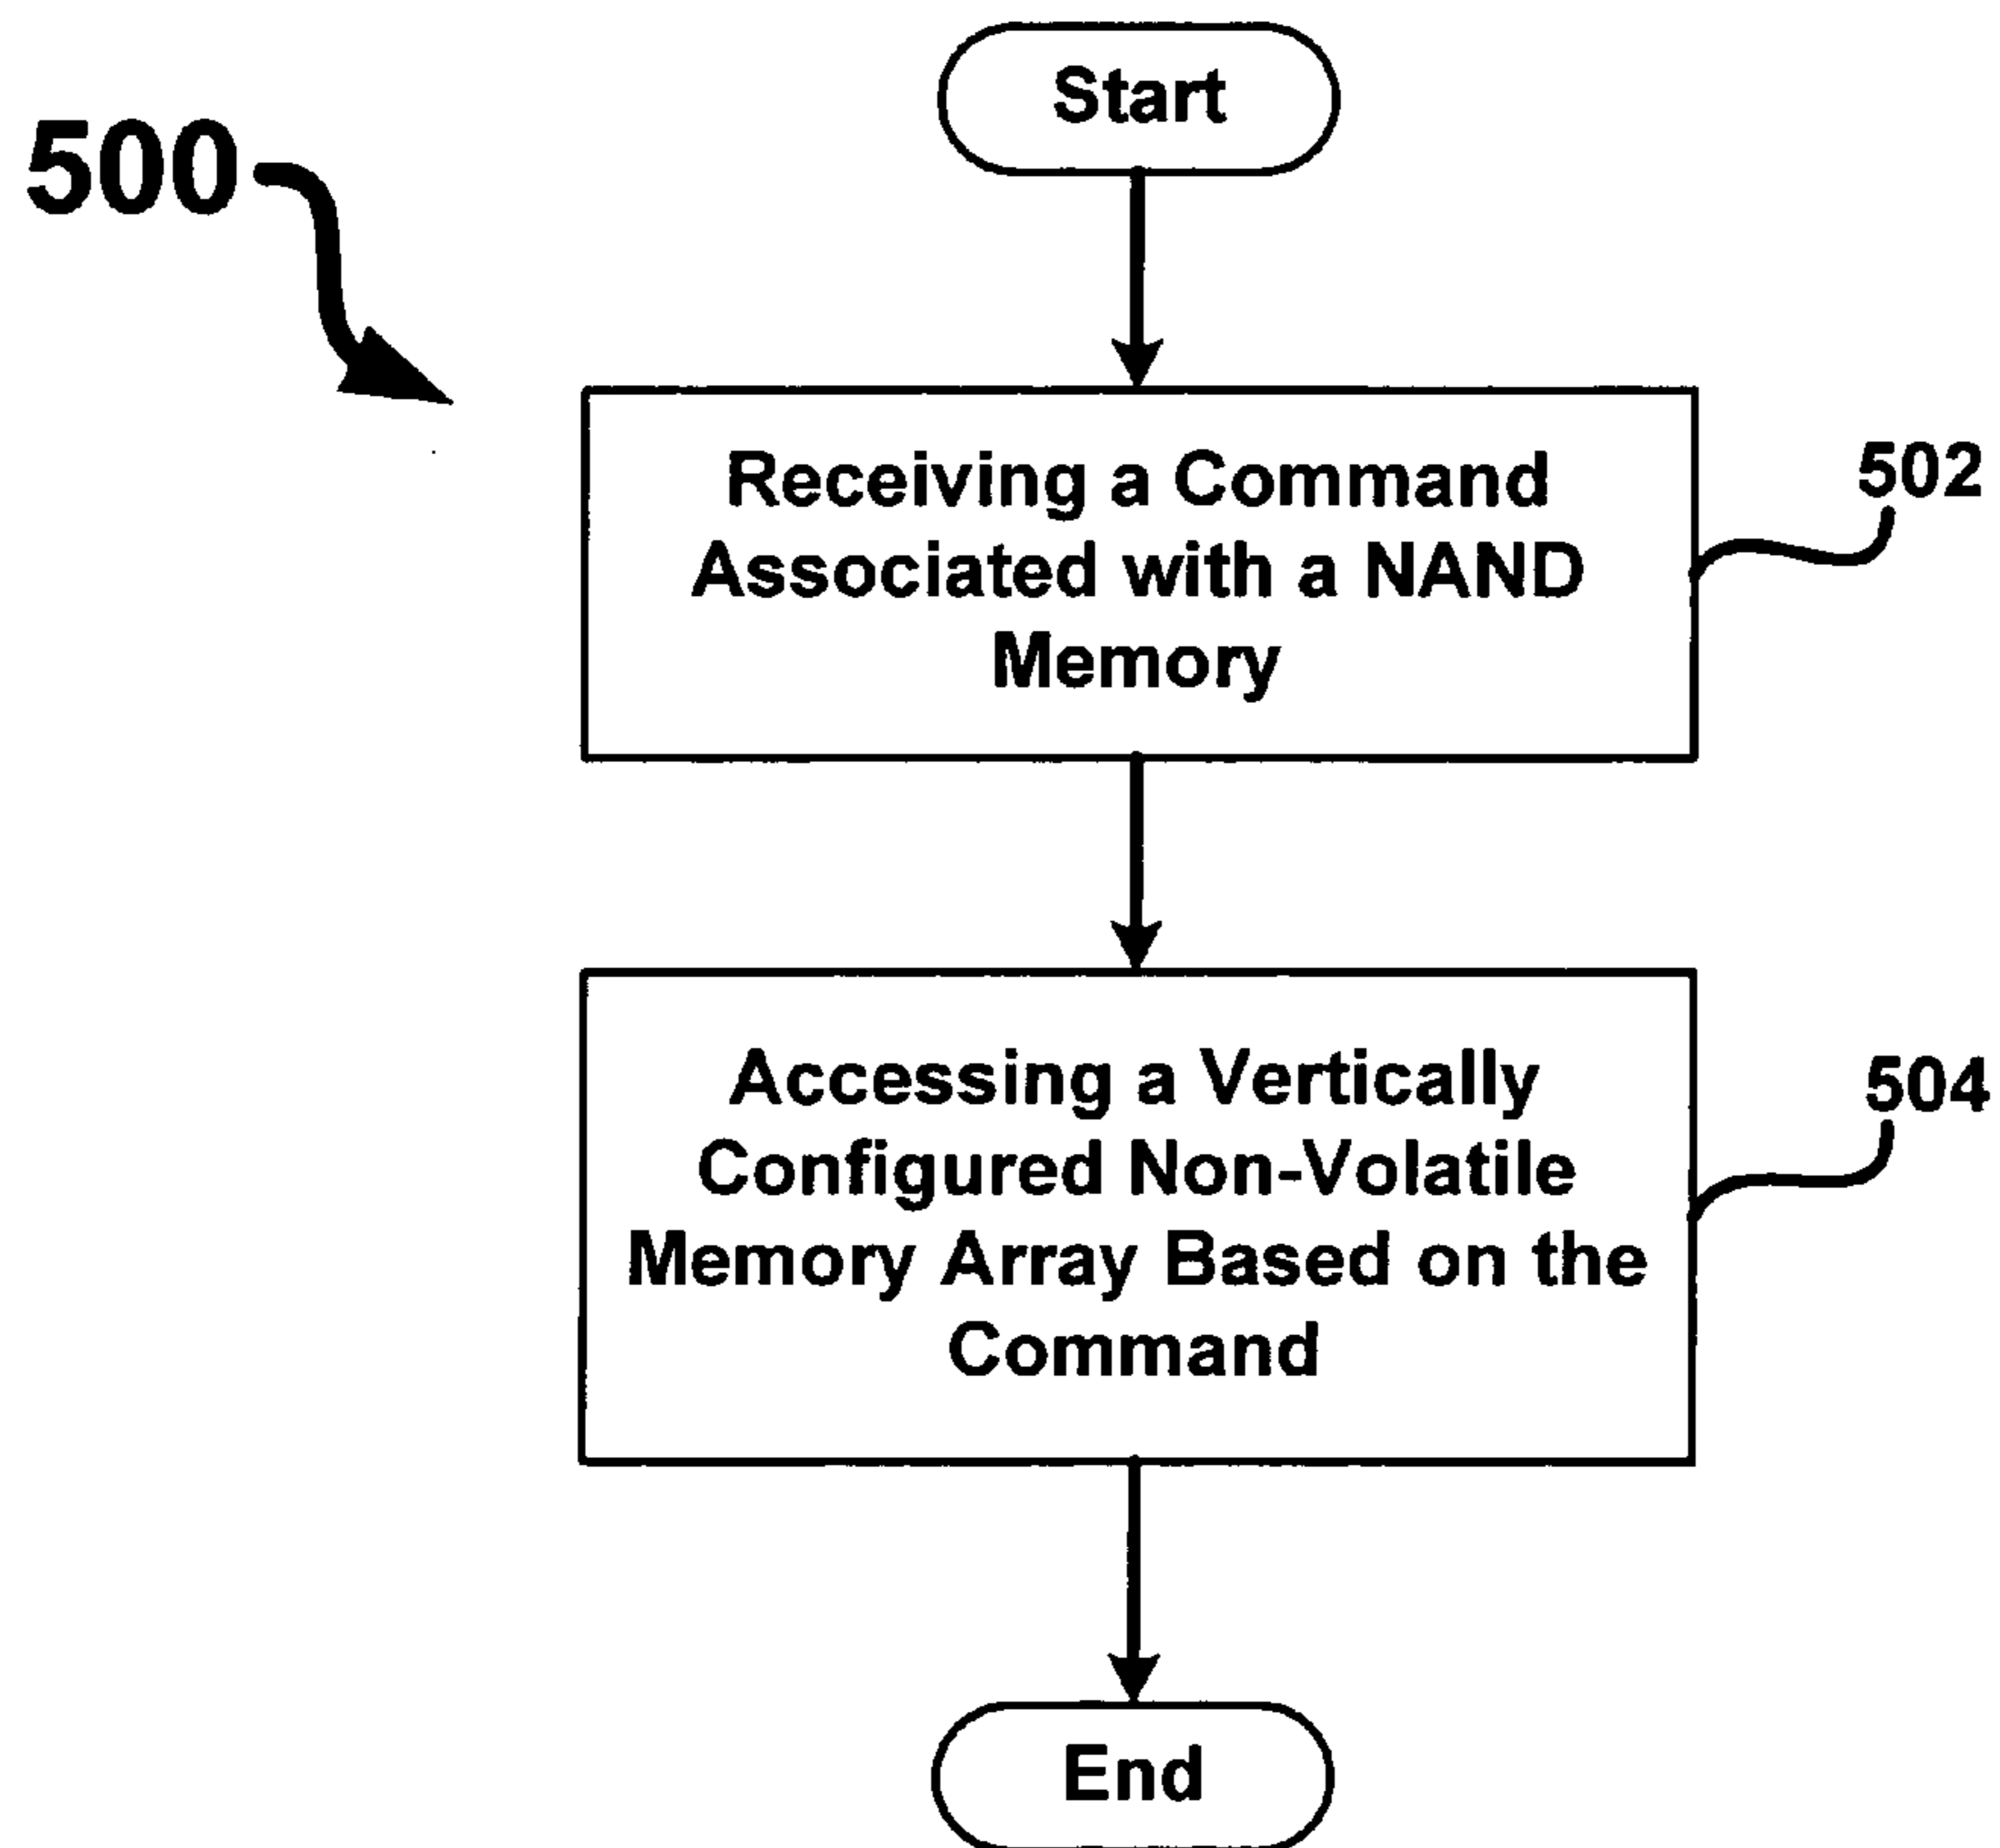 Start
500
Receiving a Command
Associated with a NAND
Memory
502
Accessing a Vertically
Configured Non-Volatile
Memory Array Based on the
Command
504
End